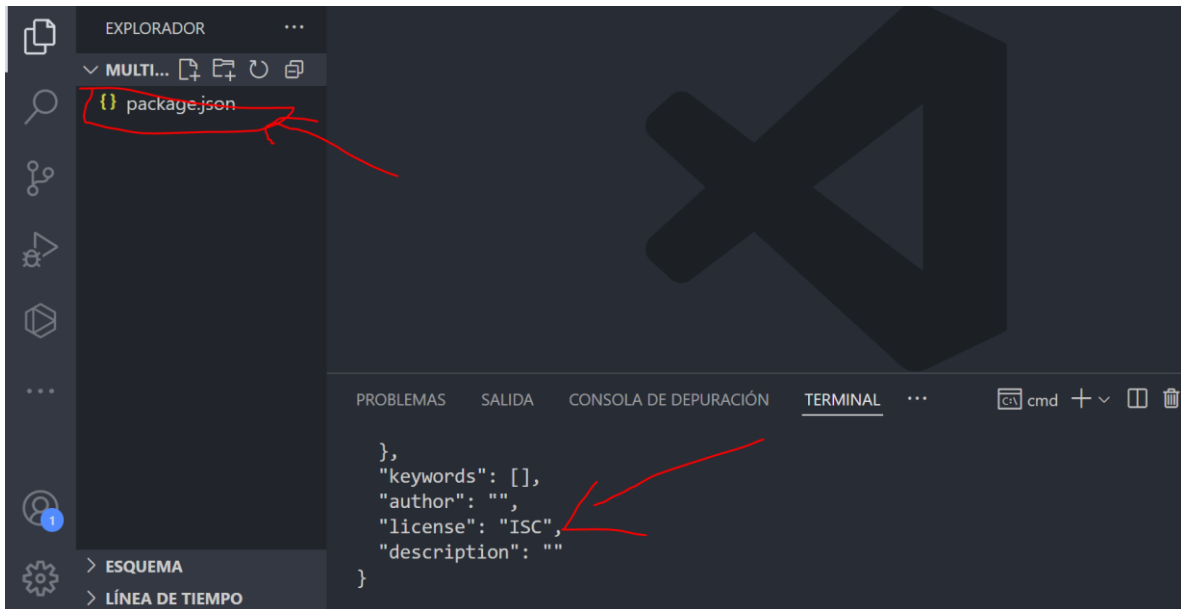 EXPLORADOR ...
MULTI...
{} package.json
PROBLEMAS SALIDA CONSOLA DE DEPURACIÓN TERMINAL ... cmd
},
"keywords": [],
"author": "",
"license": "ISC",
"description": ""
}
1
ESQUEMA
LÍNEA DE TIEMPO